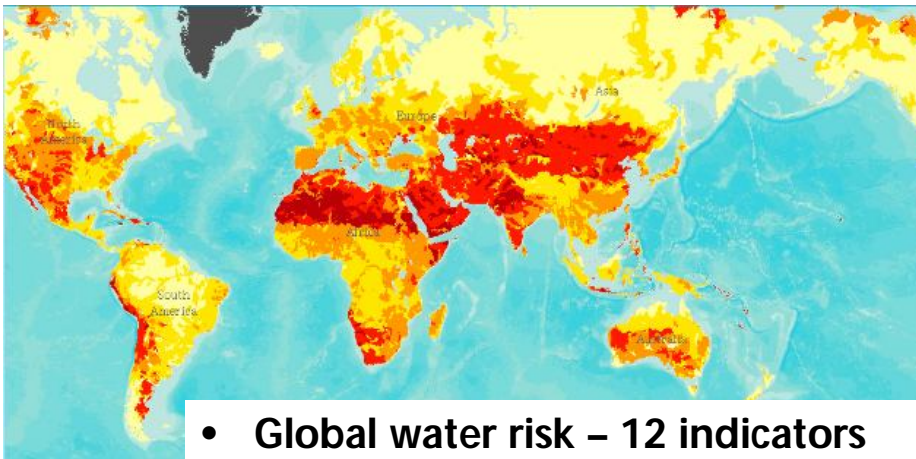 North
America
Europe
Asia
Africa
South
America
Australia
• Global water risk – 12 indicators